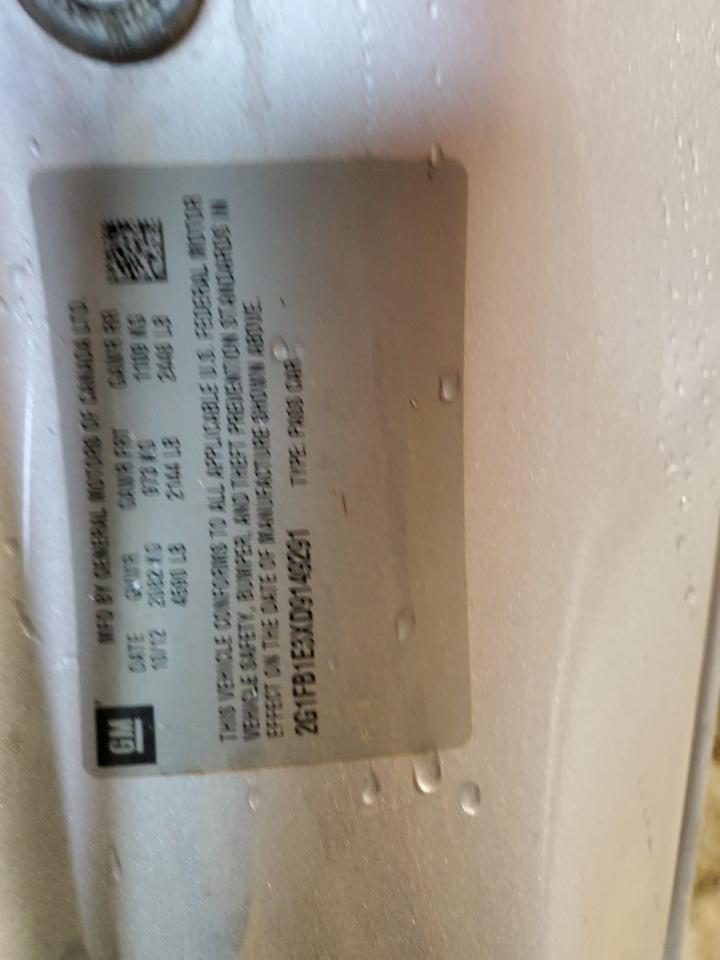 GM
MFD BY GENERAL MOTORS OF CANADA LTD.
DATE GVWR GAWR FRT GAWR RR
10/12 2082 KG 973 KG 1109 KG
4590 LB 2144 LB 2446 LB
THIS VEHICLE CONFORMS TO ALL APPLICABLE U.S. FEDERAL MOTOR
VEHICLE SAFETY, BUMPER, AND THEFT PREVENTION STANDARDS IN
EFFECT ON THE DATE OF MANUFACTURE SHOWN ABOVE.
2G1FB1E3XD9149291 TYPE: PASS CAR